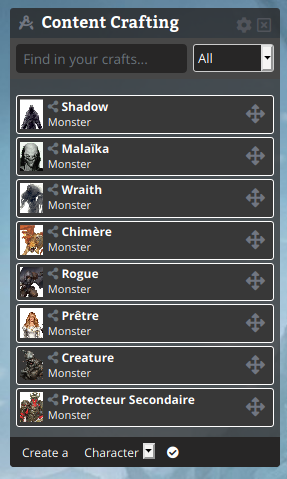 Content Crafting
Find in your crafts...
All
Shadow
Monster
Malaïka
Monster
Wraith
Monster
Chimère
Monster
Rogue
Monster
Prêtre
Monster
Creature
Monster
Protecteur Secondaire
Monster
Create a Character